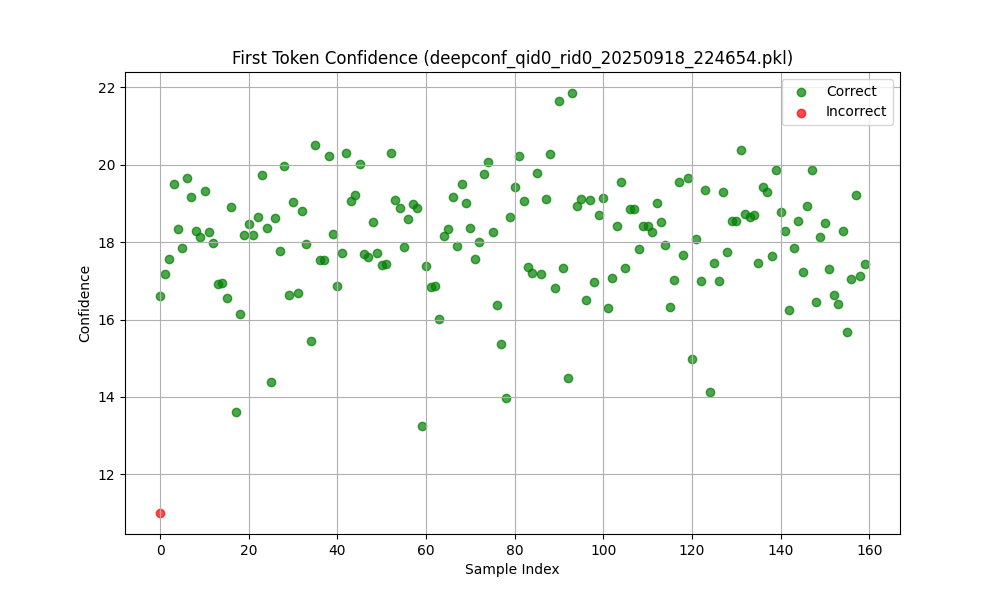 First Token Confidence (deepconf_qid0_rid0_20250918_224654.pkl)
Correct
Incorrect
22
20
18
16
14
12
Confidence
0 20 40 60 80 100 120 140 160
Sample Index